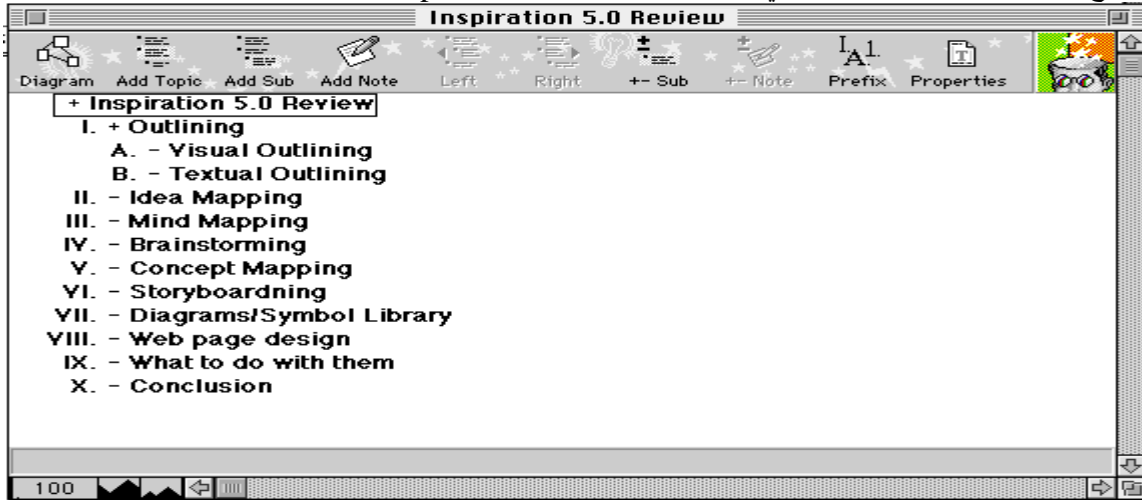 Inspiration 5.0 Review
Diagram Add Topic Add Sub Add Note Left Right +- Sub +- Note Prefix Properties
+ Inspiration 5.0 Review
I. + Outlining
A. - Visual Outlining
B. - Textual Outlining
II. - Idea Mapping
III. - Mind Mapping
IV. - Brainstorming
V. - Concept Mapping
VI. - Storyboardning
VII. - Diagrams/Symbol Library
VIII. - Web page design
IX. - What to do with them
X. - Conclusion
100